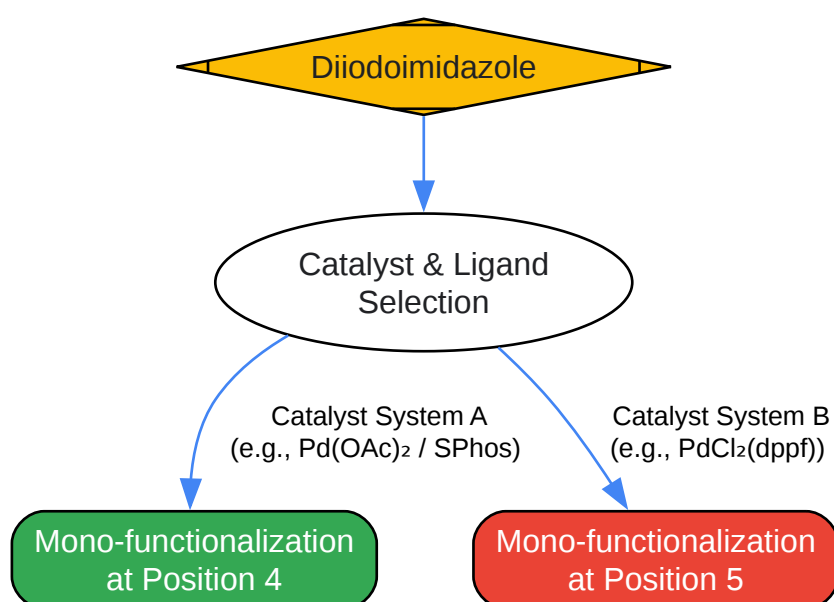 Diiodoimidazole
Catalyst & Ligand
Selection
Catalyst System A
(e.g., Pd(OAc)₂ / SPhos)
Catalyst System B
(e.g., PdCl₂(dppf))
Mono-functionalization
at Position 4
Mono-functionalization
at Position 5